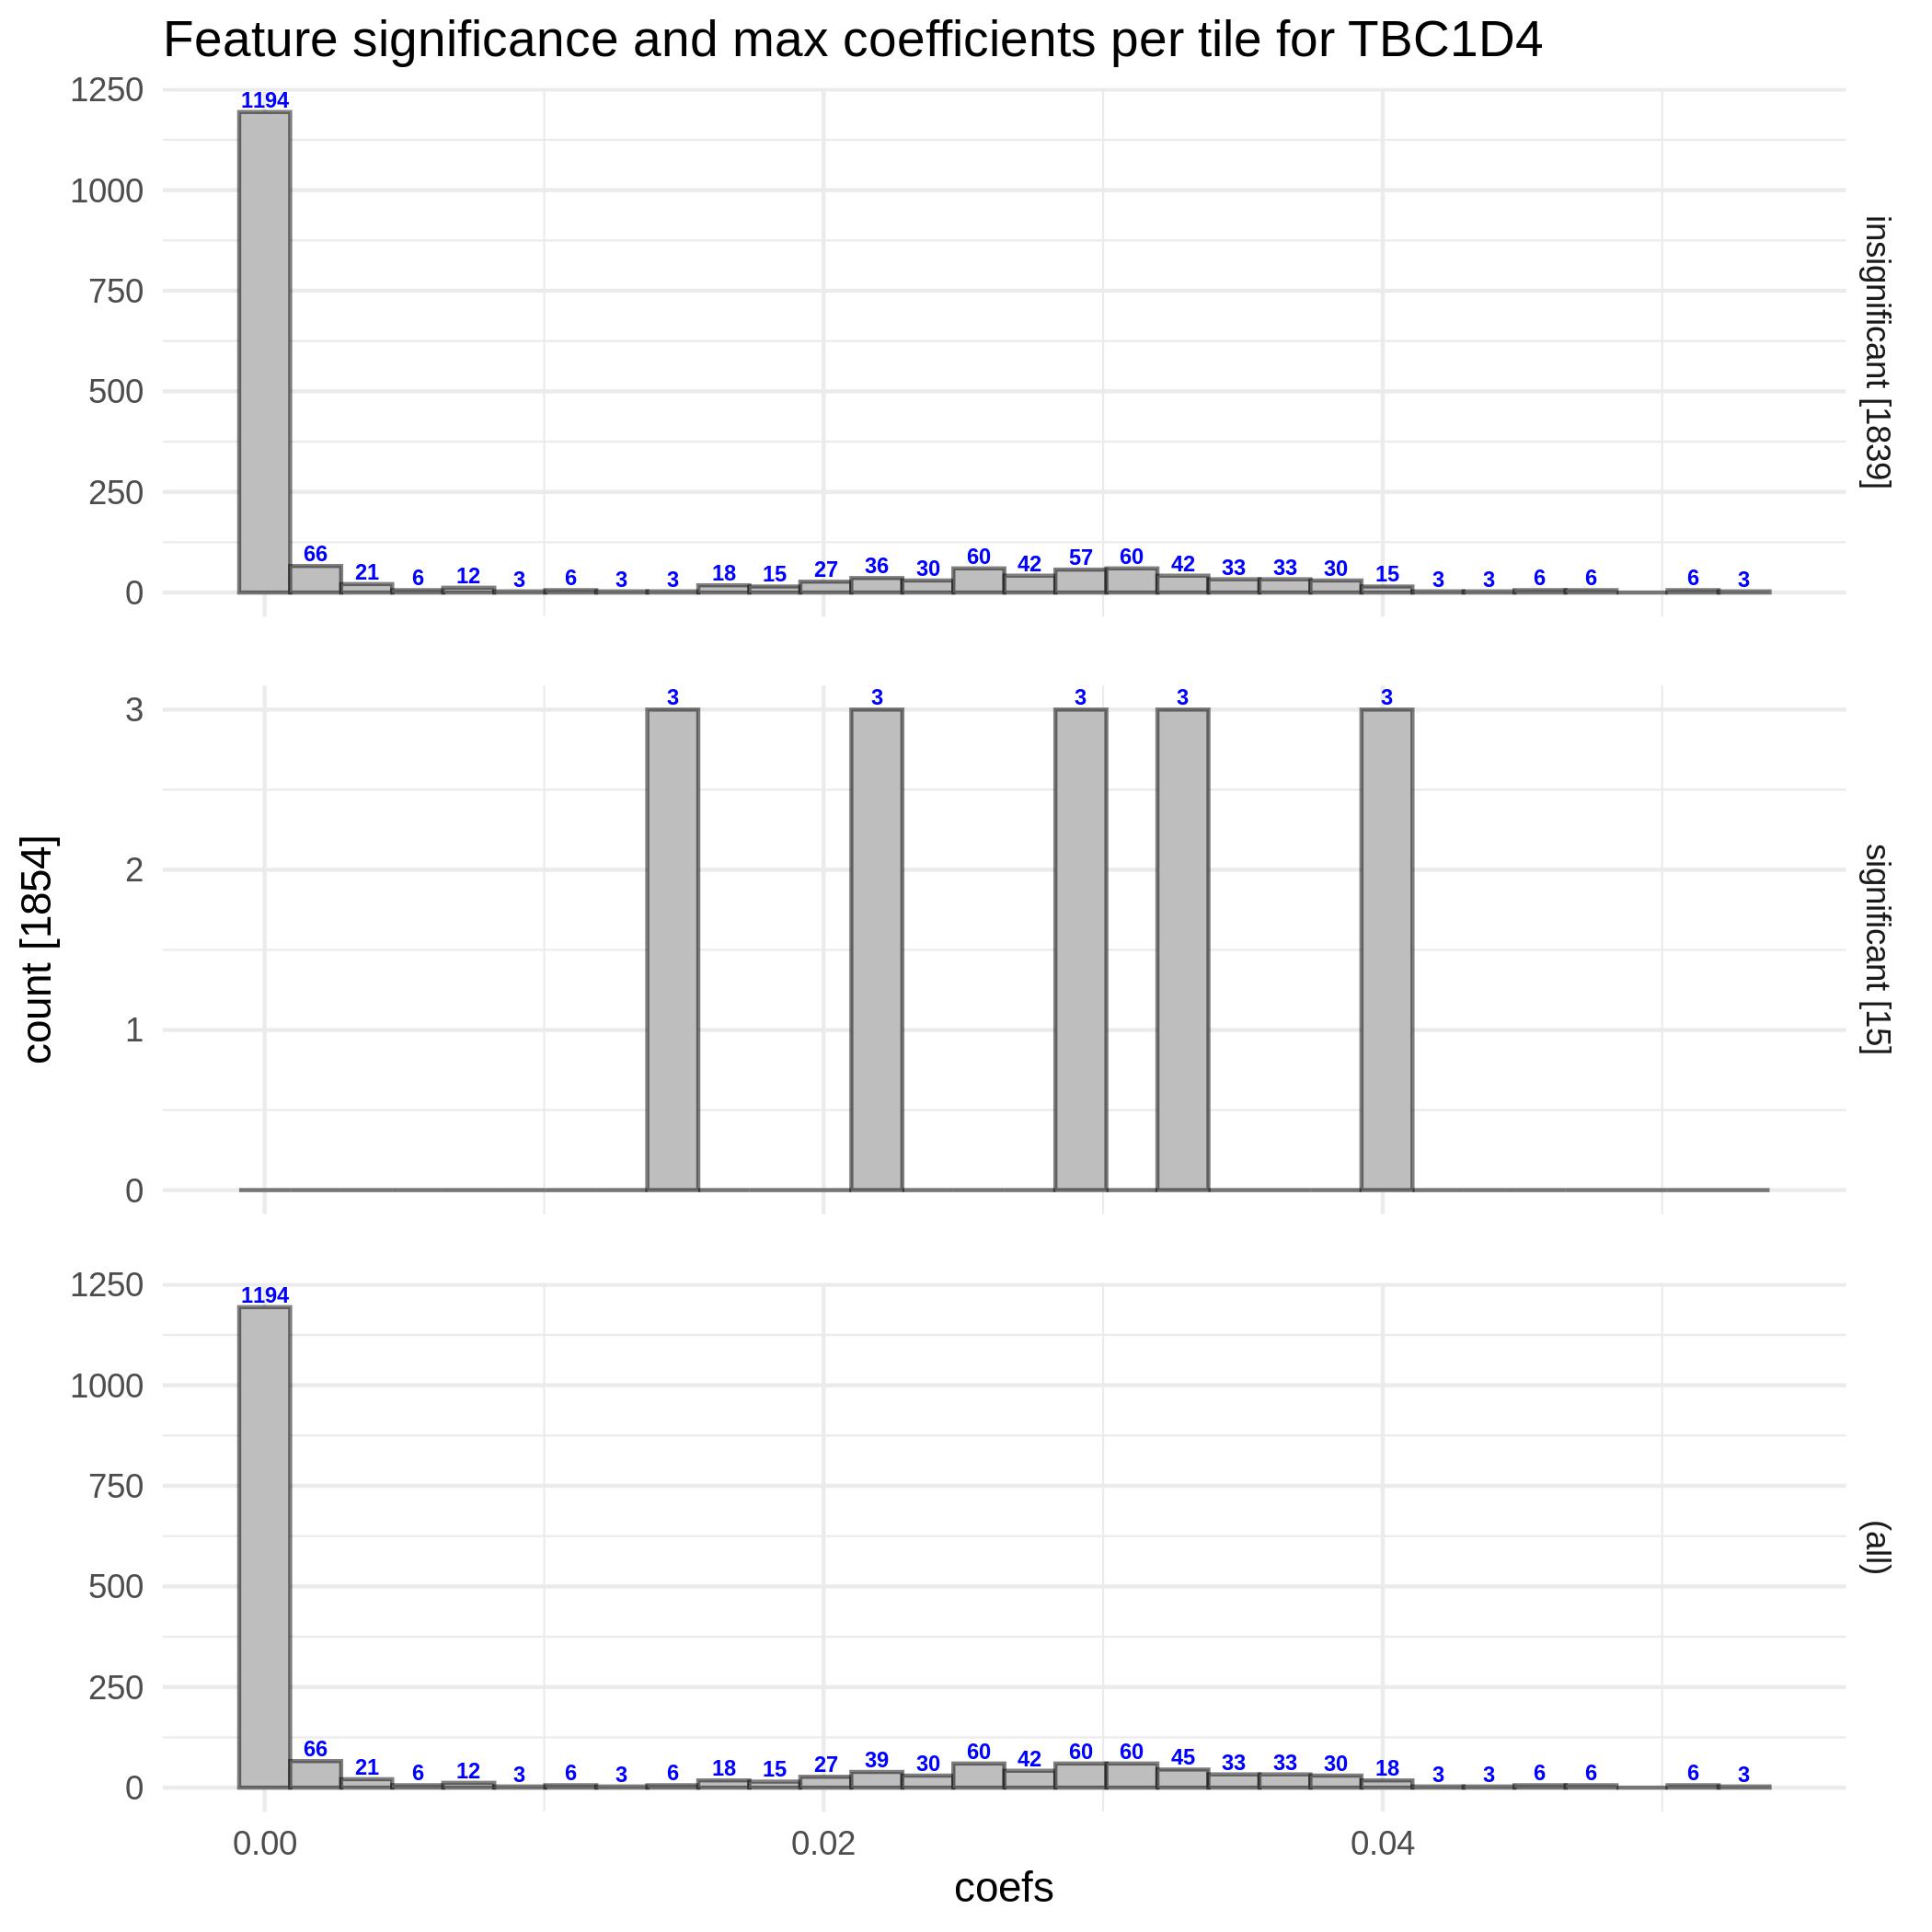 Feature significance and max coefficients per tile for TBC1D4
1250
1000
750
500
250
0
1194 66 21 6 12 3 6 3 3 18 15 27 36 30 60 42 57 60 42 33 33 30 15 3 3 6 6 6 3
insignificant [1839]
count [1854]
3
2
1
0
3 3 3 3 3
significant [15]
1250
1000
750
500
250
0
1194 66 21 6 12 3 6 3 6 18 15 27 39 30 60 42 60 60 45 33 33 30 18 3 3 6 6 6 3
(all)
0.00 0.02 0.04
coefs